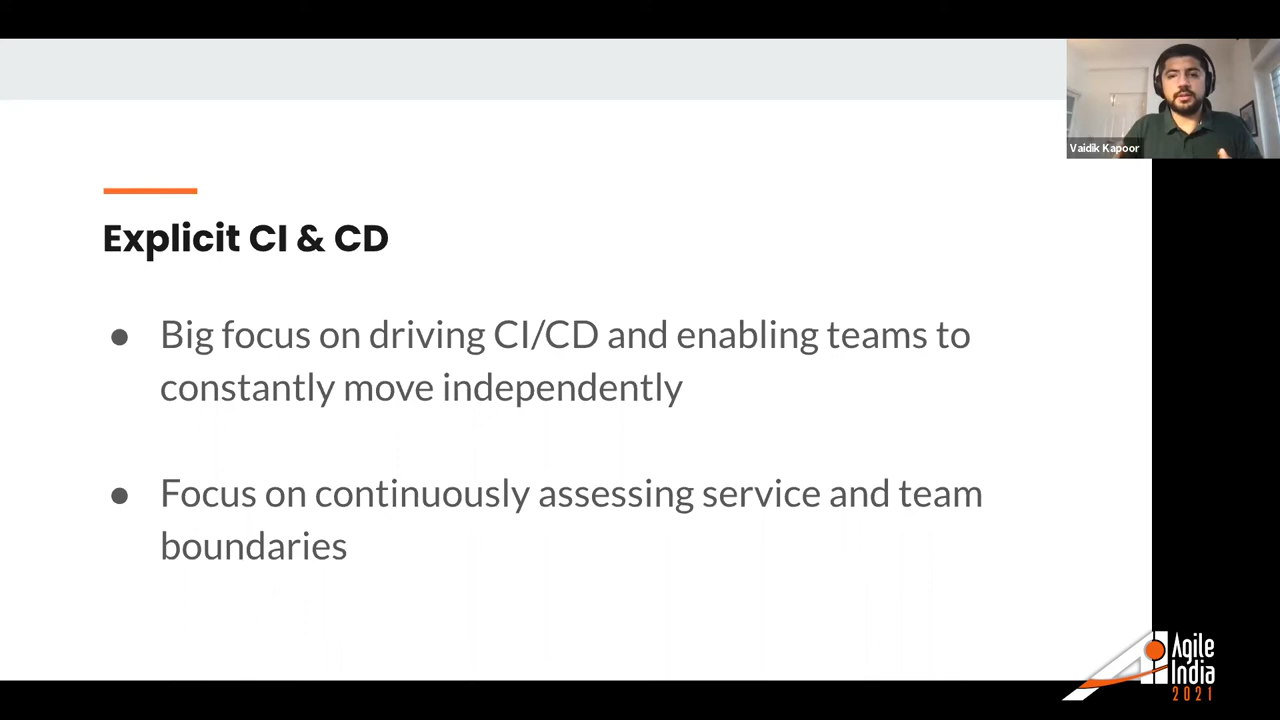 Vaidik Kapoor
Explicit CI & CD
● Big focus on driving CI/CD and enabling teams to
constantly move independently
● Focus on continuously assessing service and team
boundaries
Agile
India
2021